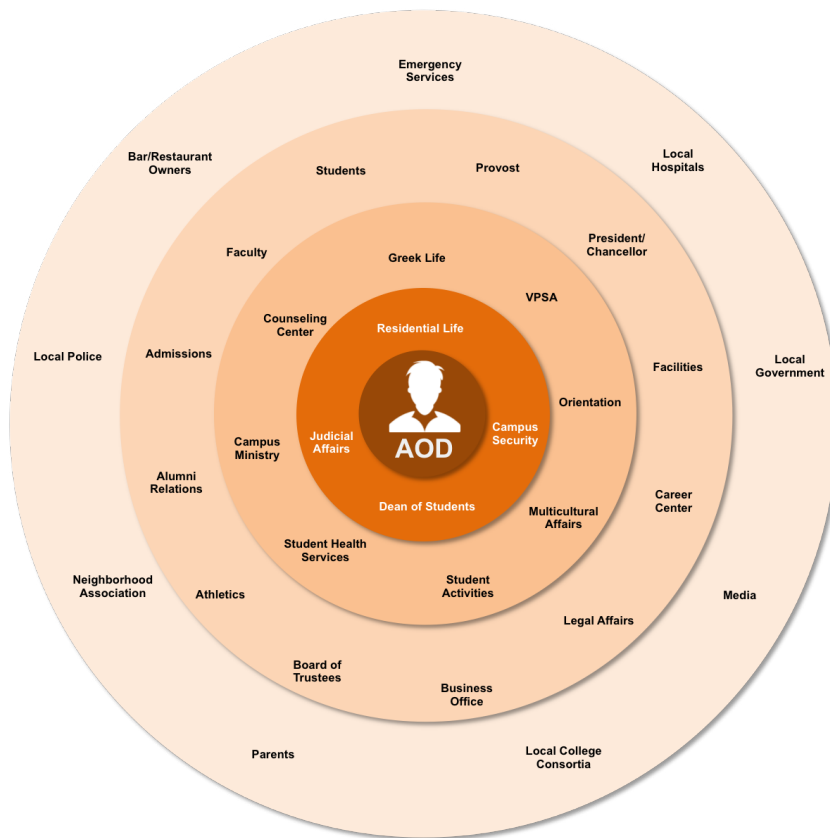 Emergency
Services
Bar/Restaurant
Owners
Local
Hospitals
Students
Provost
Faculty
President/
Chancellor
Greek Life
VPSA
Counseling
Center
Residential Life
Local Police
Admissions
Facilities
Local
Government
Orientation
Campus
Ministry
Judicial
Affairs
AOD
Campus
Security
Alumni
Relations
Career
Center
Dean of Students
Multicultural
Affairs
Student Health
Services
Neighborhood
Association
Athletics
Student
Activities
Media
Legal Affairs
Board of
Trustees
Business
Office
Parents
Local College
Consortia